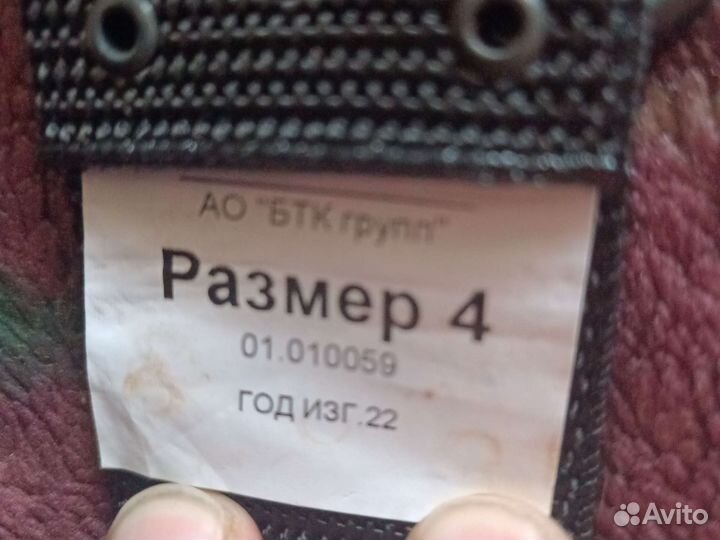 АО "БТК групп"
Размер 4
01.010059
ГОД ИЗГ.22
Avito